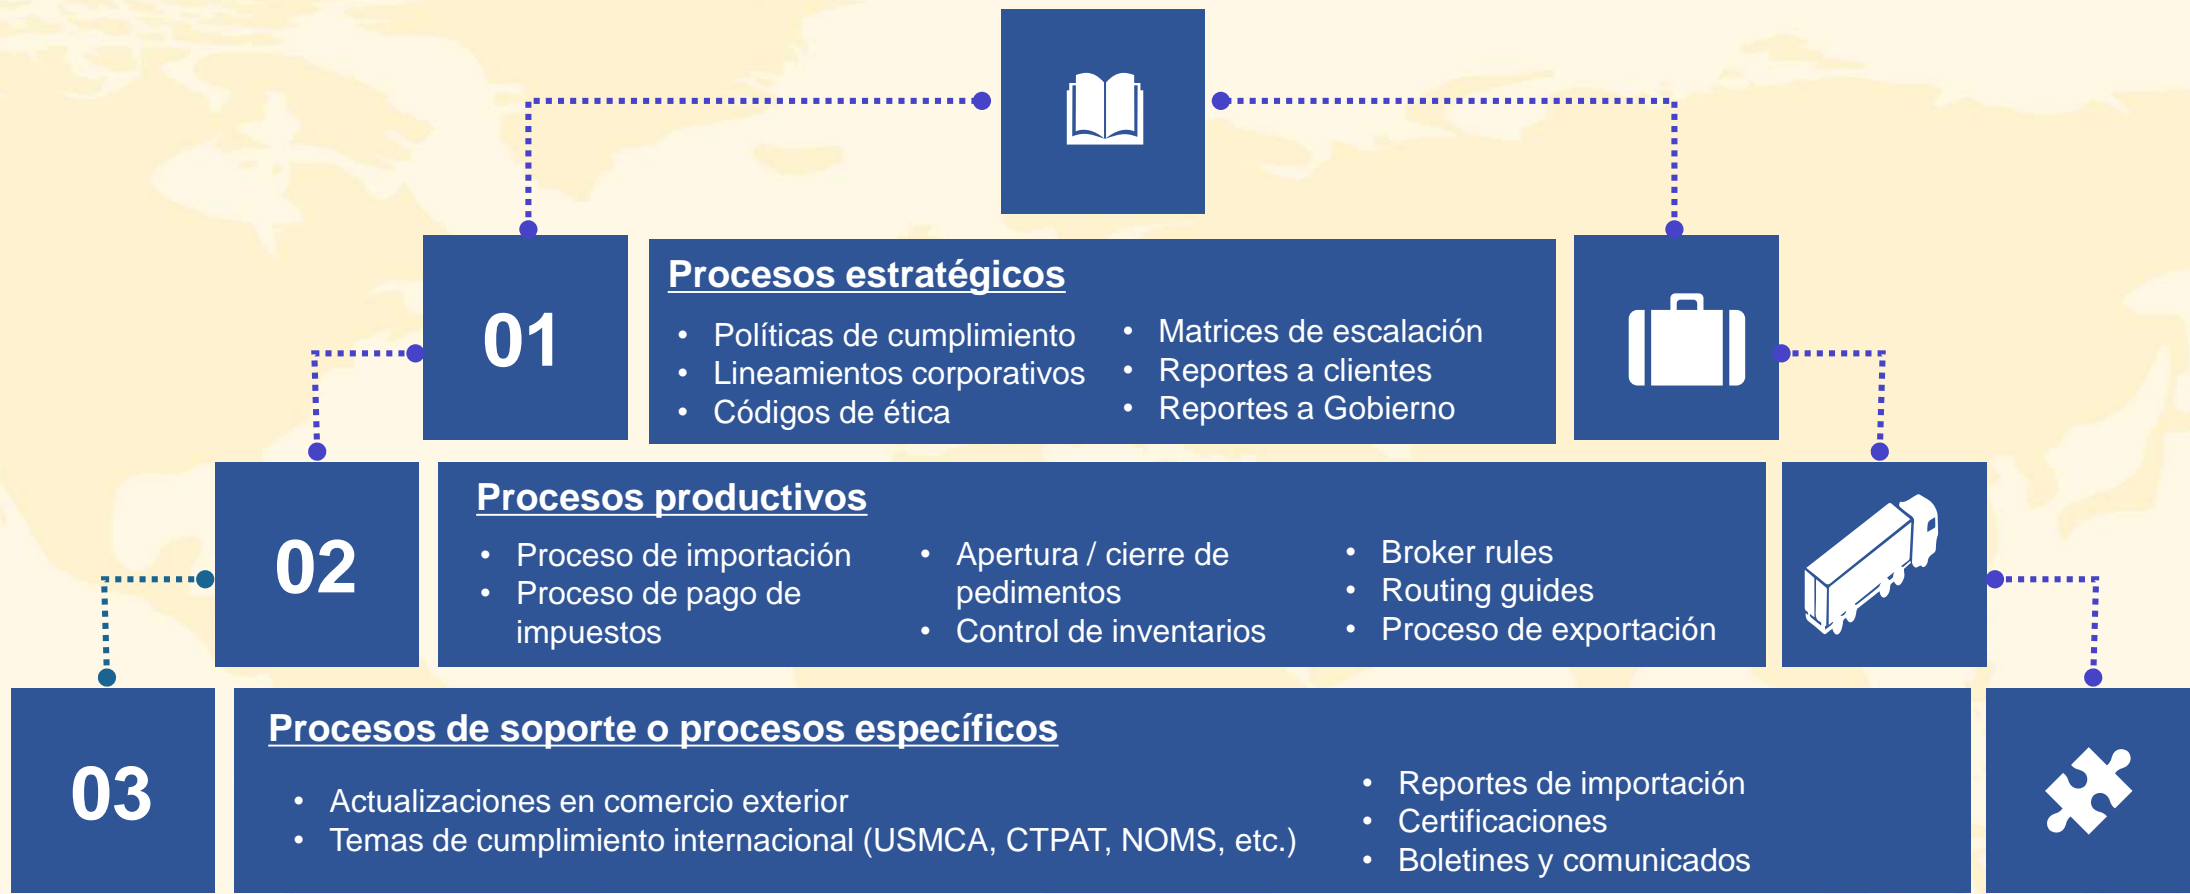 01
Procesos estratégicos
• Políticas de cumplimiento
• Lineamientos corporativos
• Códigos de ética
• Matrices de escalación
• Reportes a clientes
• Reportes a Gobierno
02
Procesos productivos
• Proceso de importación
• Proceso de pago de
impuestos
• Apertura / cierre de
pedimentos
• Control de inventarios
• Broker rules
• Routing guides
• Proceso de exportación
03
Procesos de soporte o procesos específicos
• Actualizaciones en comercio exterior
• Temas de cumplimiento internacional (USMCA, CTPAT, NOMS, etc.)
• Reportes de importación
• Certificaciones
• Boletines y comunicados